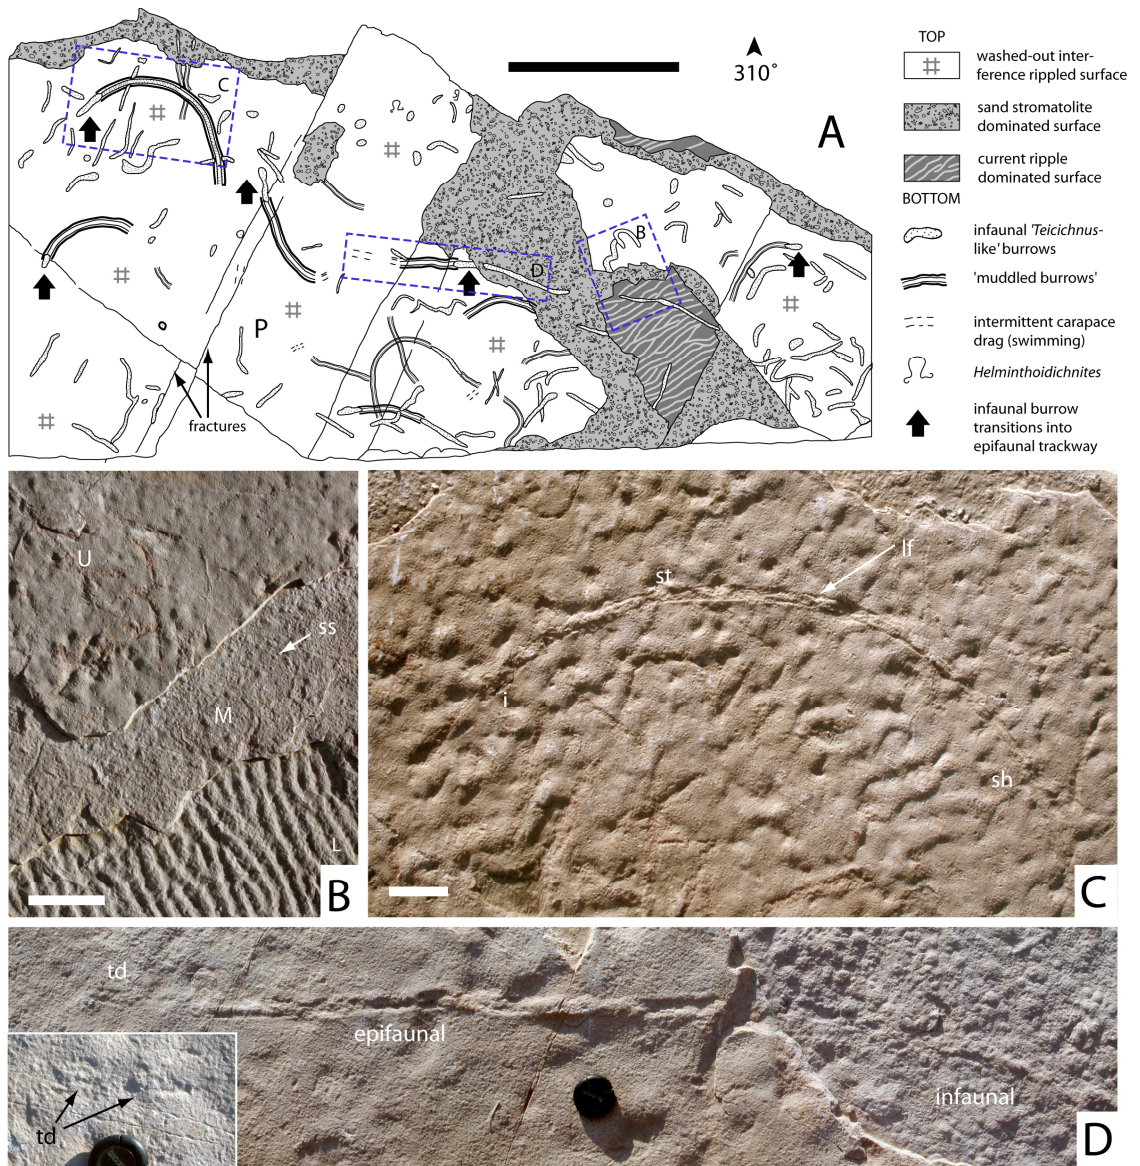 310°
A
C
B
D
P
fractures
TOP
washed-out inter-
ference rippled surface
sand stromatolite
dominated surface
current ripple
dominated surface
BOTTOM
infaunal 'Teicichnus-
like' burrows
'muddled burrows'
intermittent carapace
drag (swimming)
Helminthoidichnites
infaunal burrow
transitions into
epifaunal trackway
U
ss
M
L
B
lf
st
i
sh
C
td
epifaunal
infaunal
td
D